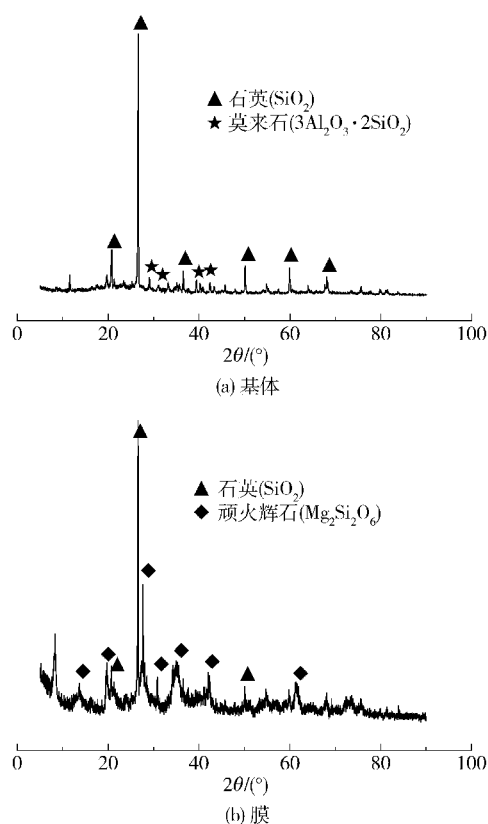 ▲ 石英(SiO₂)
★ 莫来石(3Al₂O₃·2SiO₂)
0 20 40 60 80 100
2θ/(°)
(a) 基体
▲ 石英(SiO₂)
◆ 顽火辉石(Mg₂Si₂O₆)
0 20 40 60 80 100
2θ/(°)
(b) 膜